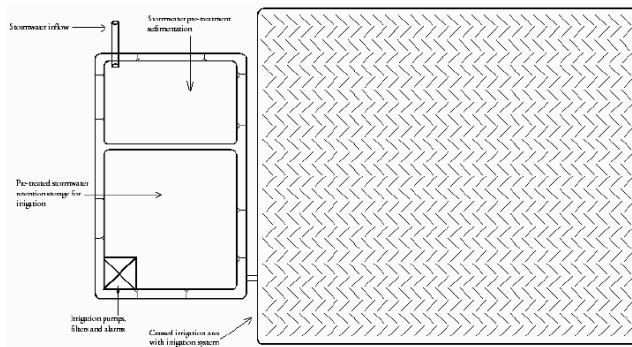 Stormwater pre-treatment
sedimentation
Stormwater inflow
Pre-treated stormwater
retention storage for
irrigation
Irrigation pumps,
filters and alarms
Grassed irrigation area
with irrigation system